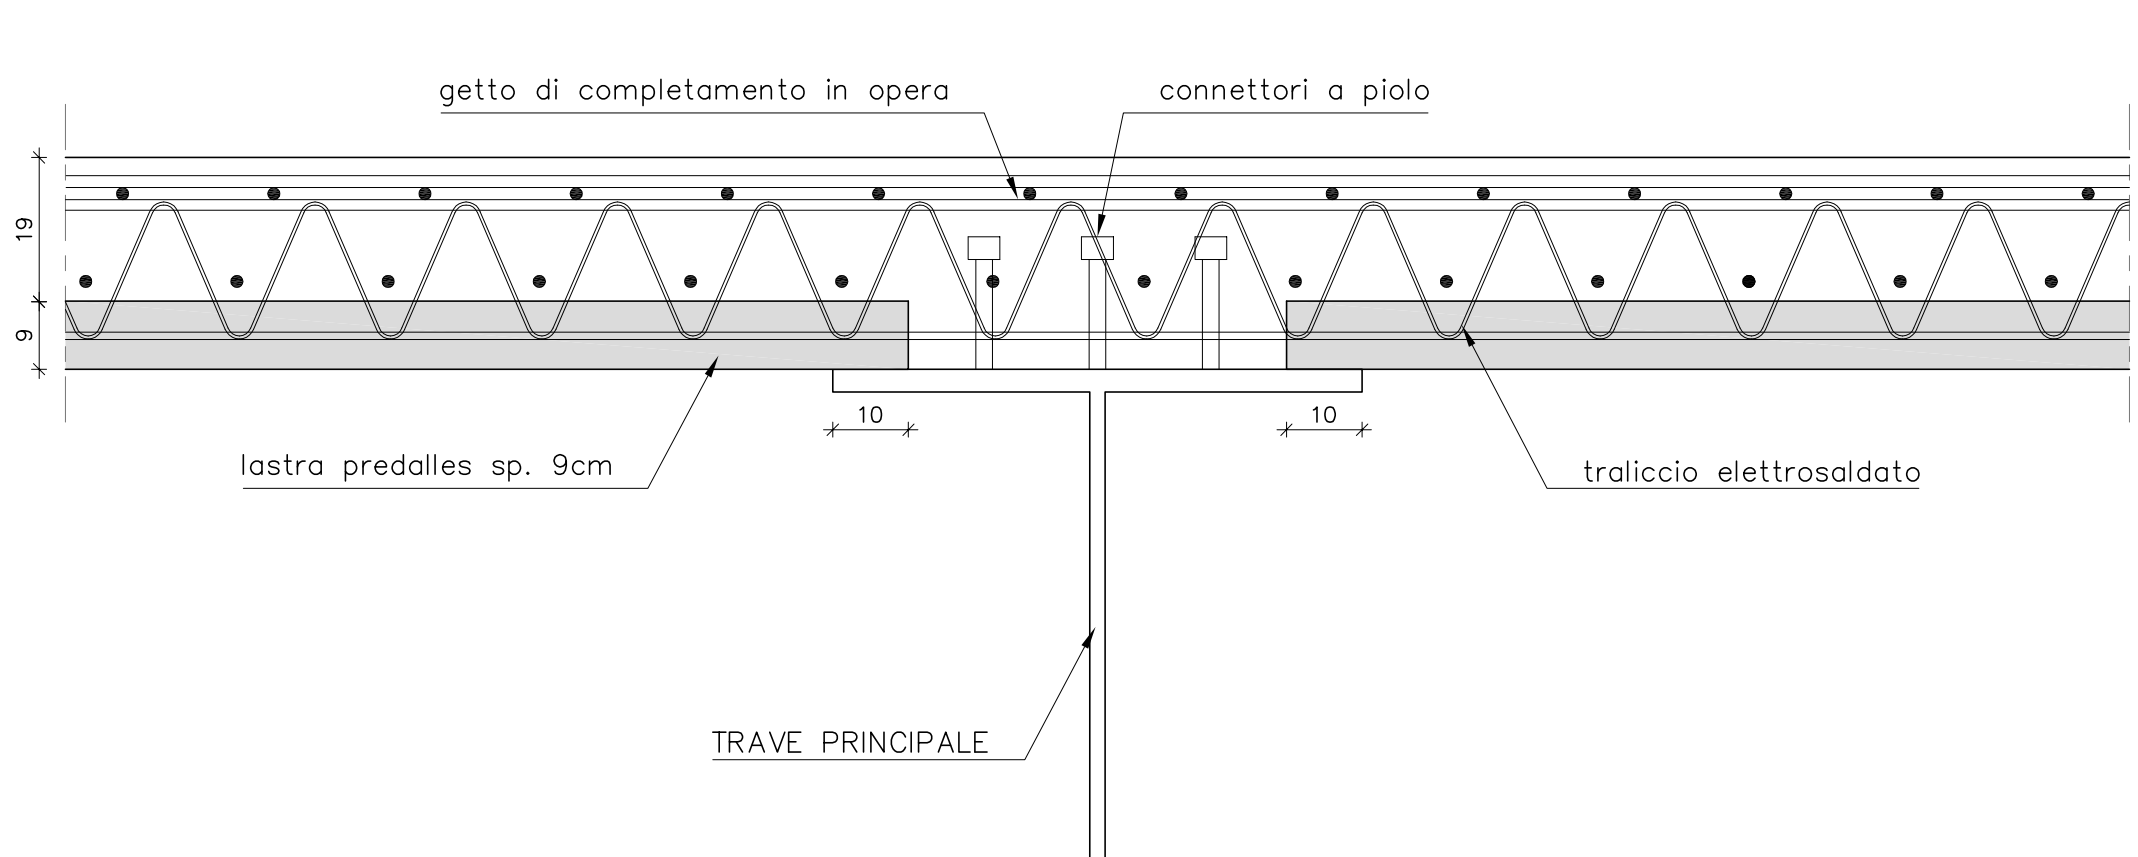 getto di completamento in opera
connettori a piolo
19
9
10
10
lastra predalles sp. 9cm
traliccio elettrosaldato
TRAVE PRINCIPALE